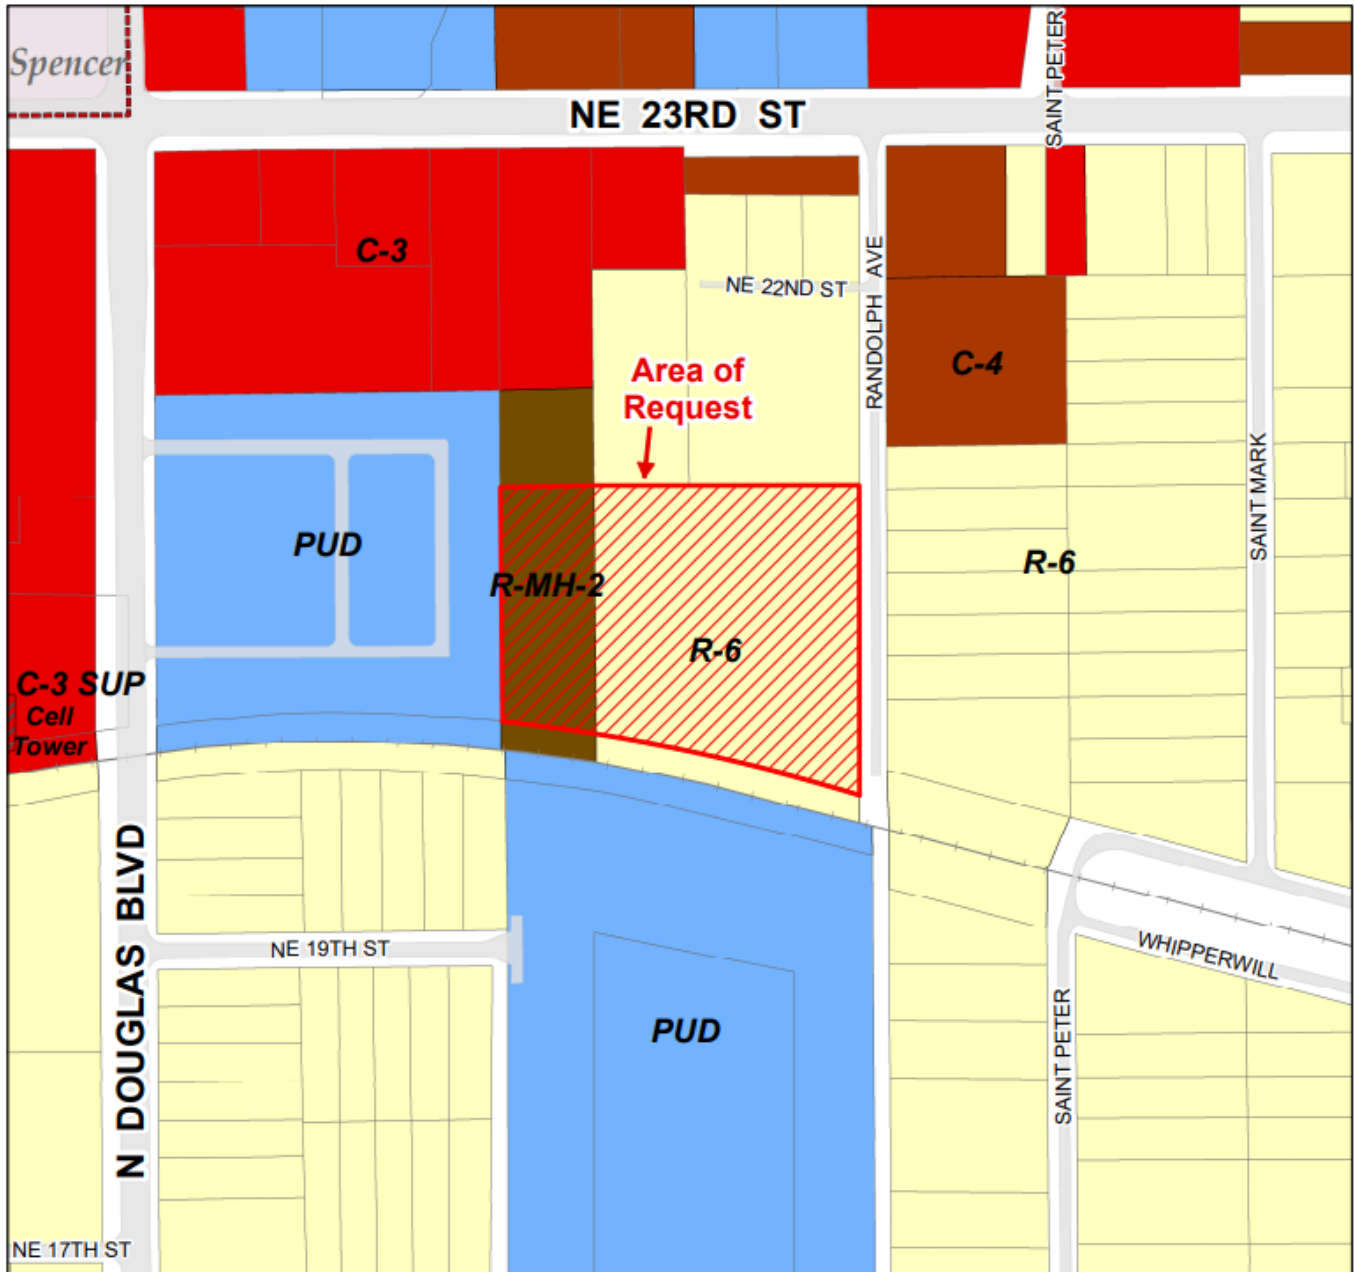 Spencer
NE 23RD ST
SAINT PETER
C-3
RANDOLPH AVE
NE 22ND ST
Area of
Request
C-4
SAINT MARK
PUD
R-MH-2
R-6
R-6
C-3 SUP
Cell
Tower
N DOUGLAS BLVD
NE 19TH ST
WHIPPERWILL
PUD
SAINT PETER
NE 17TH ST